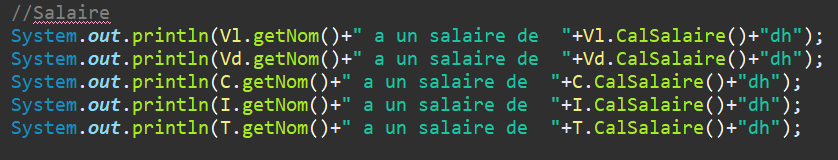 //Salaire
System.out.println(Vl.getNom()+" a un salaire de  "+Vl.CalSalaire()+"dh");
System.out.println(Vd.getNom()+" a un salaire de  "+Vd.CalSalaire()+"dh");
System.out.println(C.getNom()+" a un salaire de  "+C.CalSalaire()+"dh");
System.out.println(I.getNom()+" a un salaire de  "+I.CalSalaire()+"dh");
System.out.println(T.getNom()+" a un salaire de  "+T.CalSalaire()+"dh");